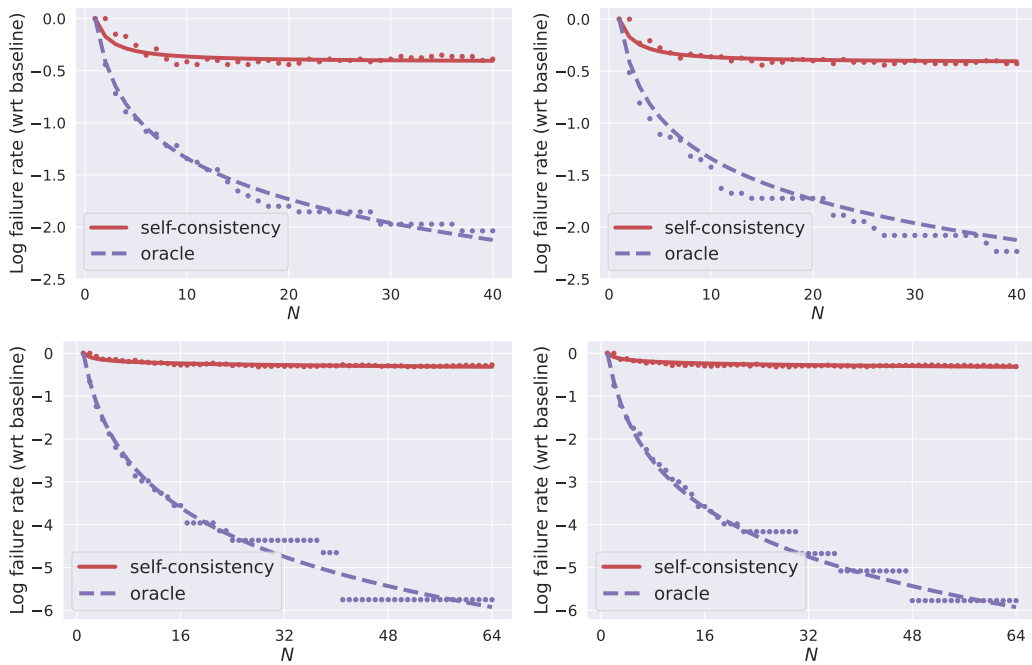 Log failure rate (wrt baseline)
0.0
−0.5
−1.0
−1.5
−2.0
−2.5
self-consistency
oracle
0 10 20 30 40
N
Log failure rate (wrt baseline)
0.0
−0.5
−1.0
−1.5
−2.0
−2.5
self-consistency
oracle
0 10 20 30 40
N
Log failure rate (wrt baseline)
0
−1
−2
−3
−4
−5
−6
self-consistency
oracle
0 16 32 48 64
N
Log failure rate (wrt baseline)
0
−1
−2
−3
−4
−5
−6
self-consistency
oracle
0 16 32 48 64
N